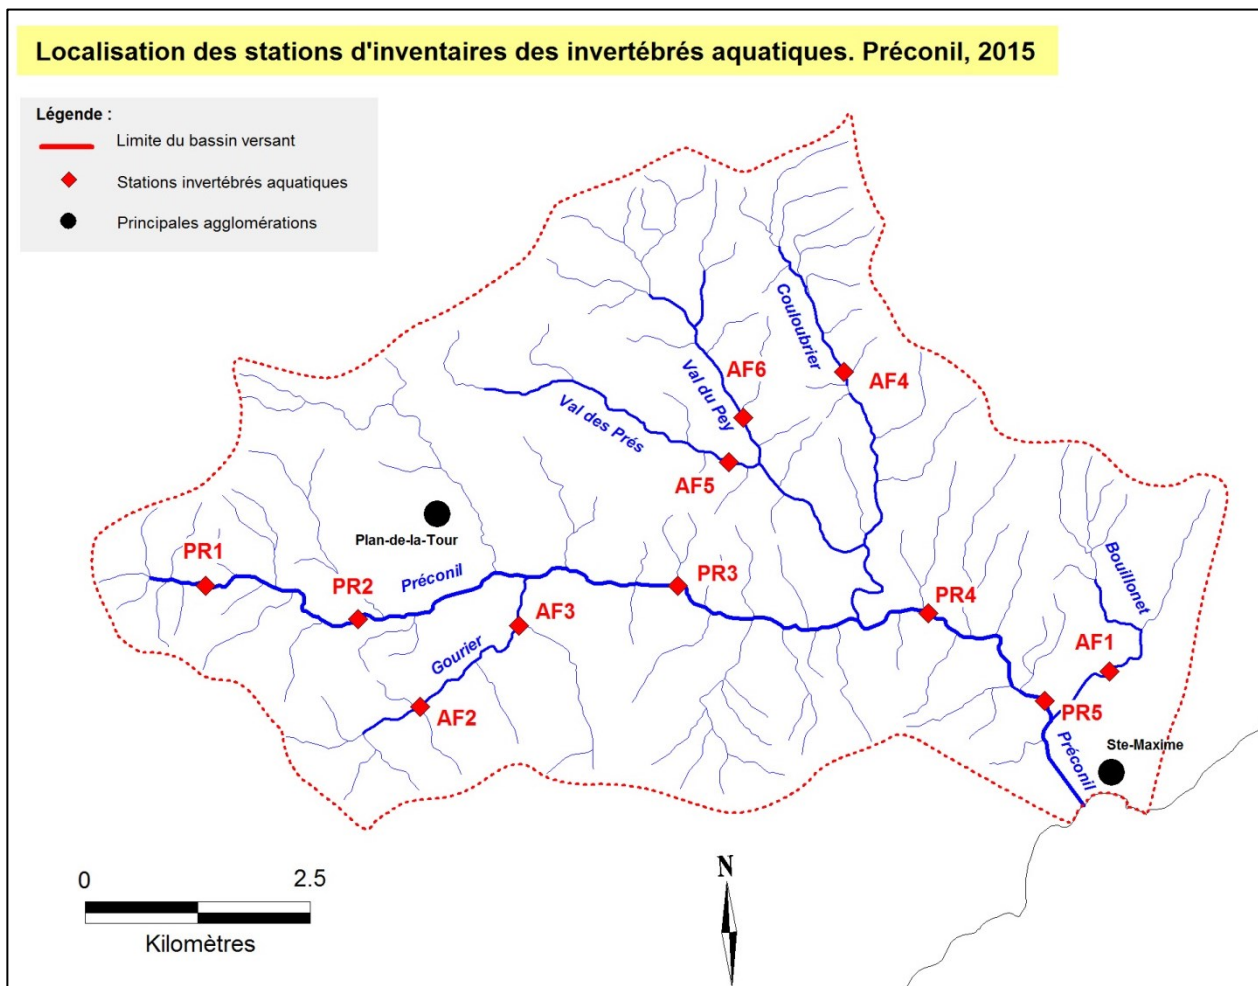 Localisation des stations d'inventaires des invertébrés aquatiques. Préconil, 2015
Légende :
Limite du bassin versant
Stations invertébrés aquatiques
Principales agglomérations
Couloubrier
AF6
AF4
Val du Pey
Val des Prés
AF5
Plan-de-la-Tour
PR1
PR2
Préconil
PR3
AF3
PR4
Bouillonet
Gourier
AF1
AF2
PR5
Ste-Maxime
Préconil
0 2.5
Kilomètres
N